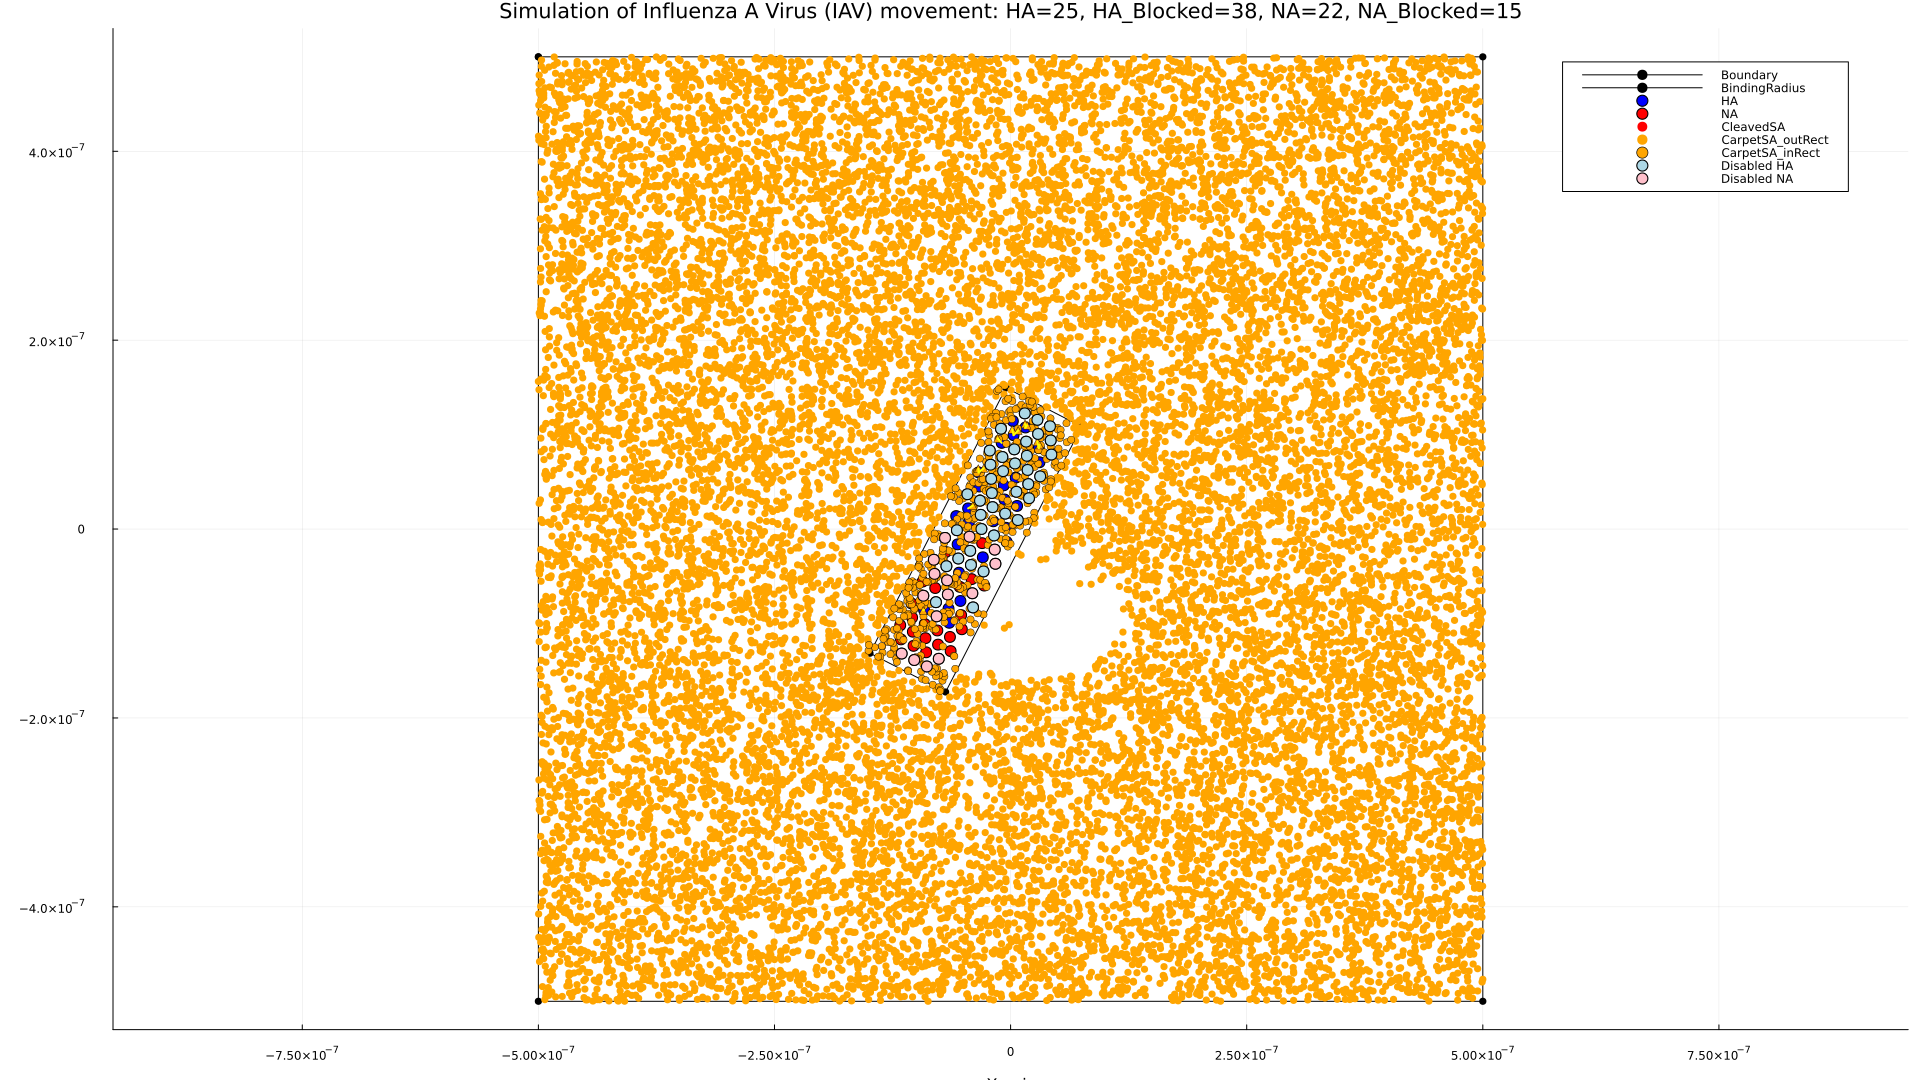 Simulation of Influenza A Virus (IAV) movement: HA=25, HA_Blocked=38, NA=22, NA_Blocked=15
Boundary
BindingRadius
HA
NA
CleavedSA
CarpetSA_outRect
CarpetSA_inRect
Disabled HA
Disabled NA
4.0×10⁻⁷
2.0×10⁻⁷
0
−2.0×10⁻⁷
−4.0×10⁻⁷
−7.50×10⁻⁷ −5.00×10⁻⁷ −2.50×10⁻⁷ 0 2.50×10⁻⁷ 5.00×10⁻⁷ 7.50×10⁻⁷